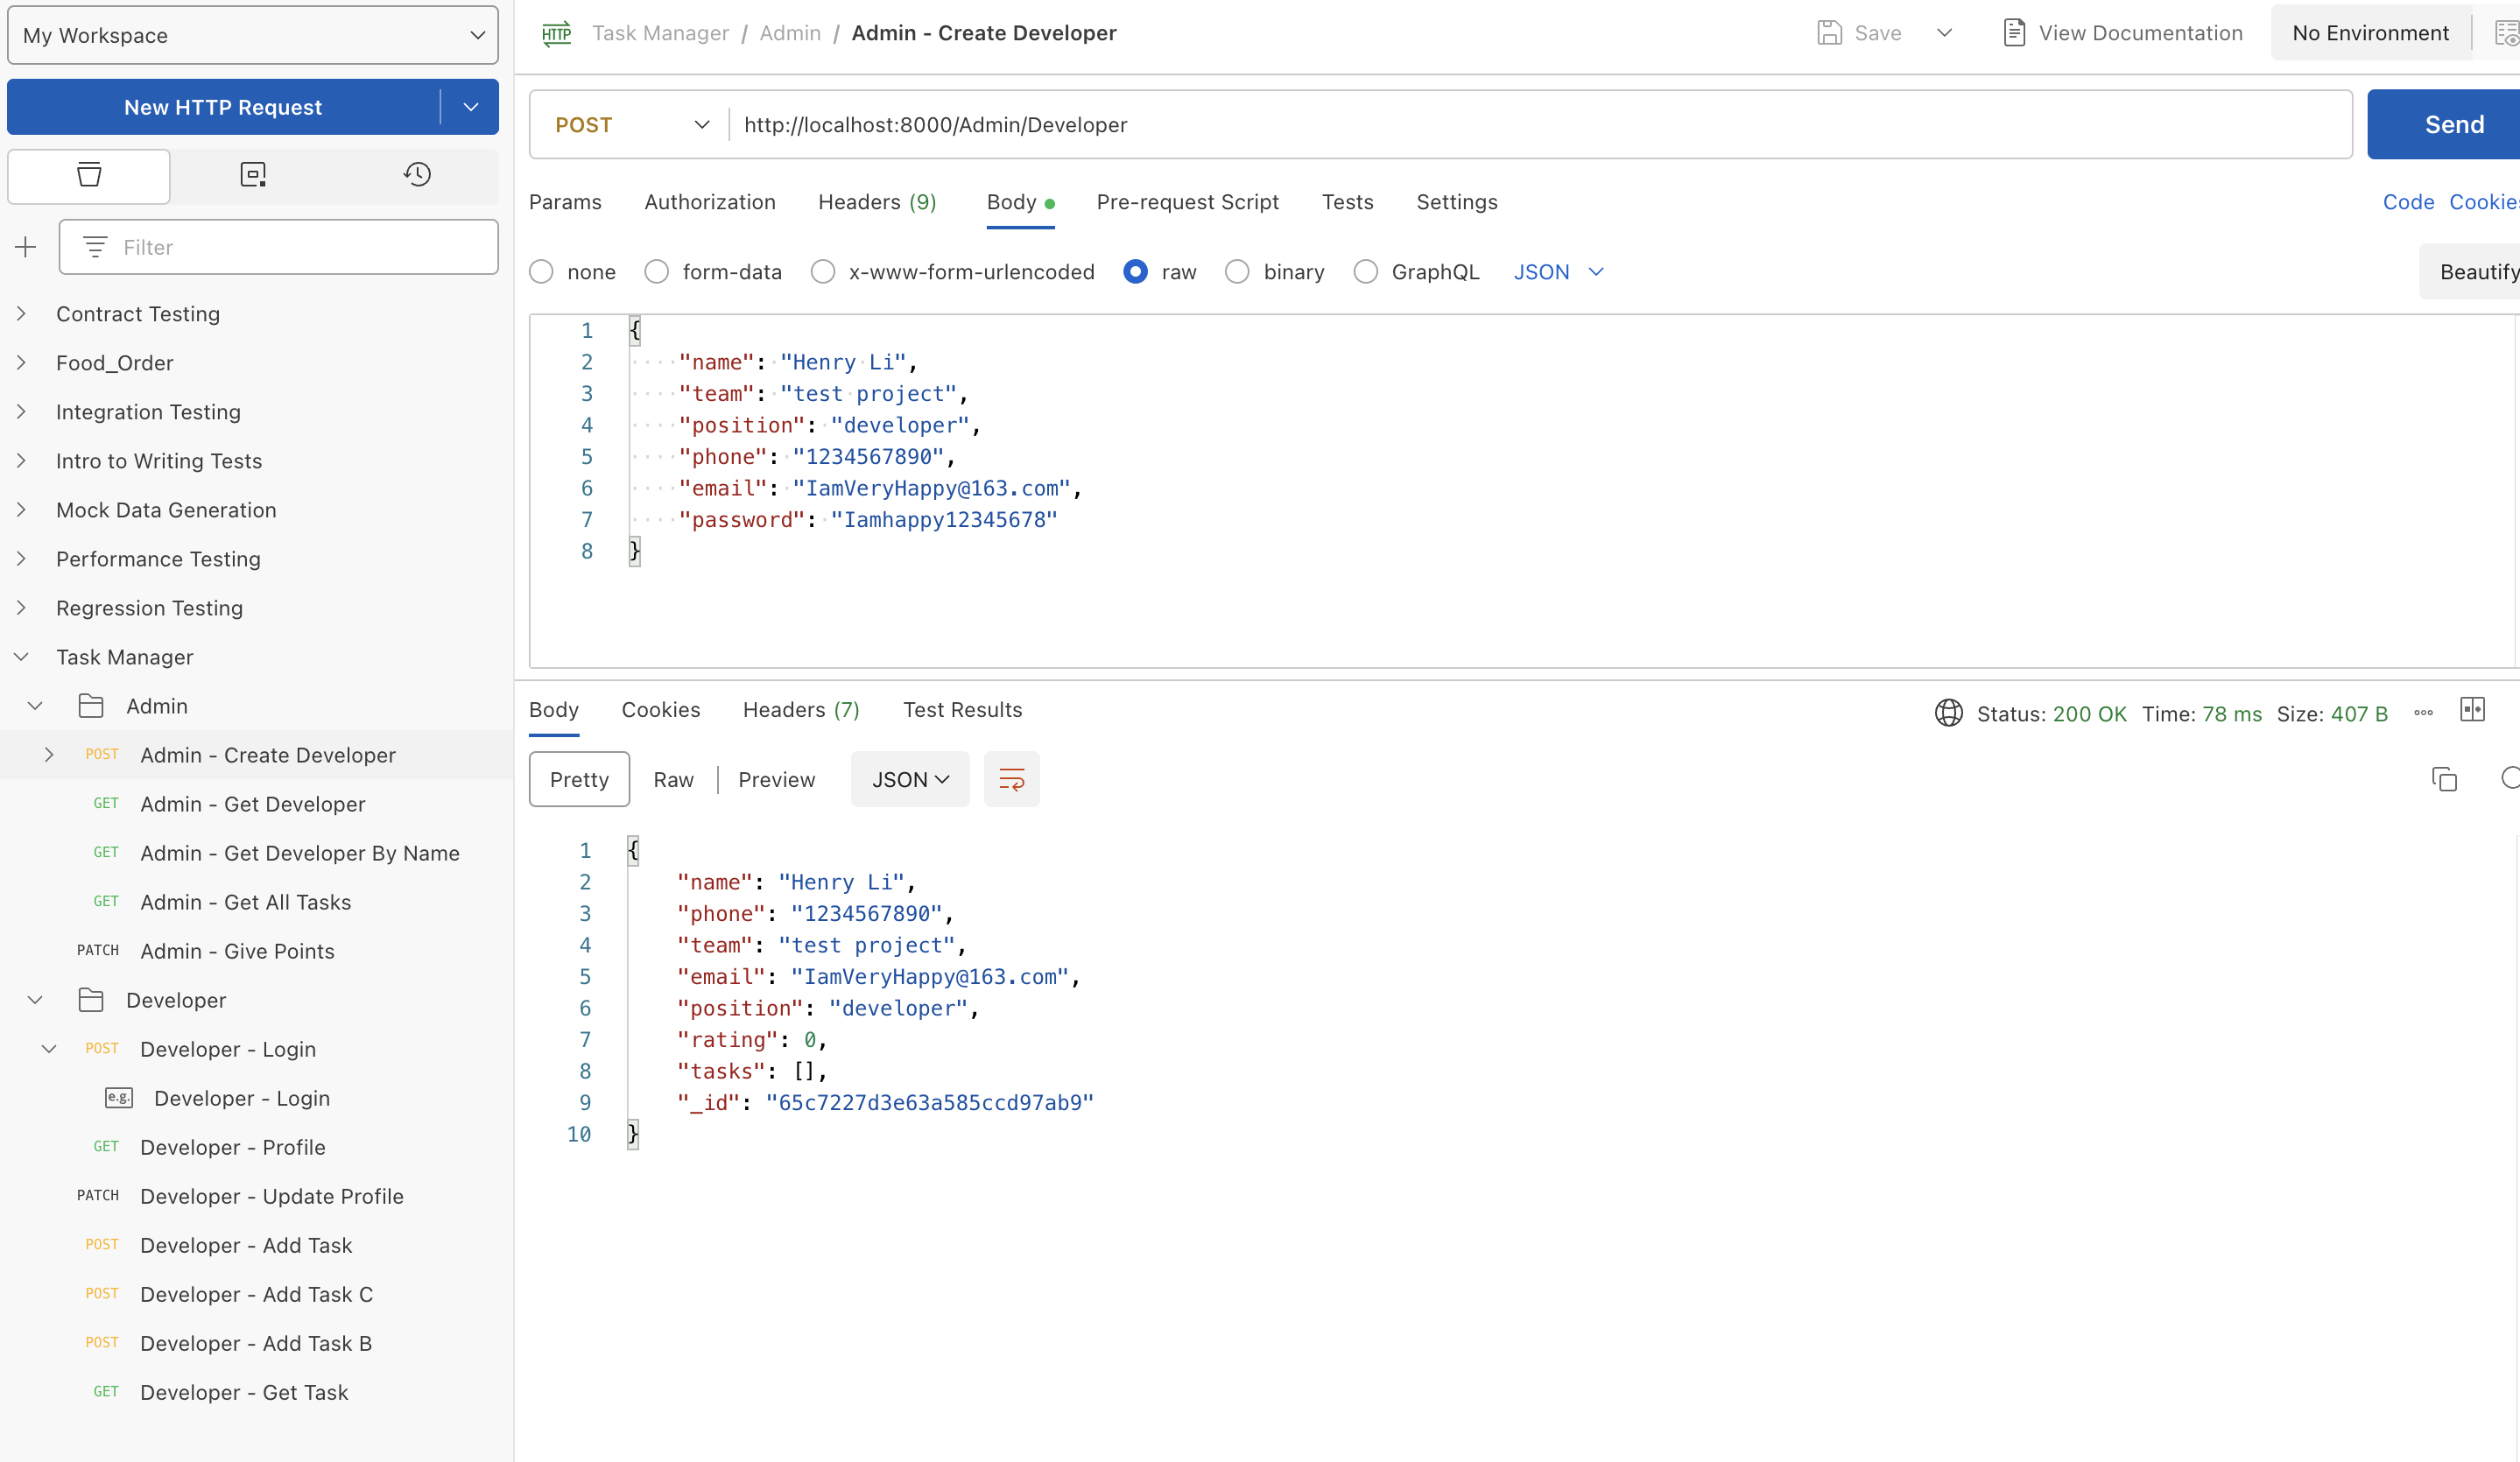 My Workspace
New HTTP Request
Filter
Contract Testing
Food_Order
Integration Testing
Intro to Writing Tests
Mock Data Generation
Performance Testing
Regression Testing
Task Manager
Admin
POST Admin - Create Developer
GET Admin - Get Developer
GET Admin - Get Developer By Name
GET Admin - Get All Tasks
PATCH Admin - Give Points
Developer
POST Developer - Login
e.g. Developer - Login
GET Developer - Profile
PATCH Developer - Update Profile
POST Developer - Add Task
POST Developer - Add Task C
POST Developer - Add Task B
GET Developer - Get Task
HTTP Task Manager / Admin / Admin - Create Developer Save View Documentation No Environment
POST http://localhost:8000/Admin/Developer Send
Params Authorization Headers (9) Body Pre-request Script Tests Settings Code Cookies
none form-data x-www-form-urlencoded raw binary GraphQL JSON Beautify
1 {
2 "name": "Henry Li",
3 "team": "test project",
4 "position": "developer",
5 "phone": "1234567890",
6 "email": "IamVeryHappy@163.com",
7 "password": "Iamhappy12345678"
8 }
Body Cookies Headers (7) Test Results Status: 200 OK Time: 78 ms Size: 407 B
Pretty Raw Preview JSON
1 {
2 "name": "Henry Li",
3 "phone": "1234567890",
4 "team": "test project",
5 "email": "IamVeryHappy@163.com",
6 "position": "developer",
7 "rating": 0,
8 "tasks": [],
9 "_id": "65c7227d3e63a585ccd97ab9"
10 }